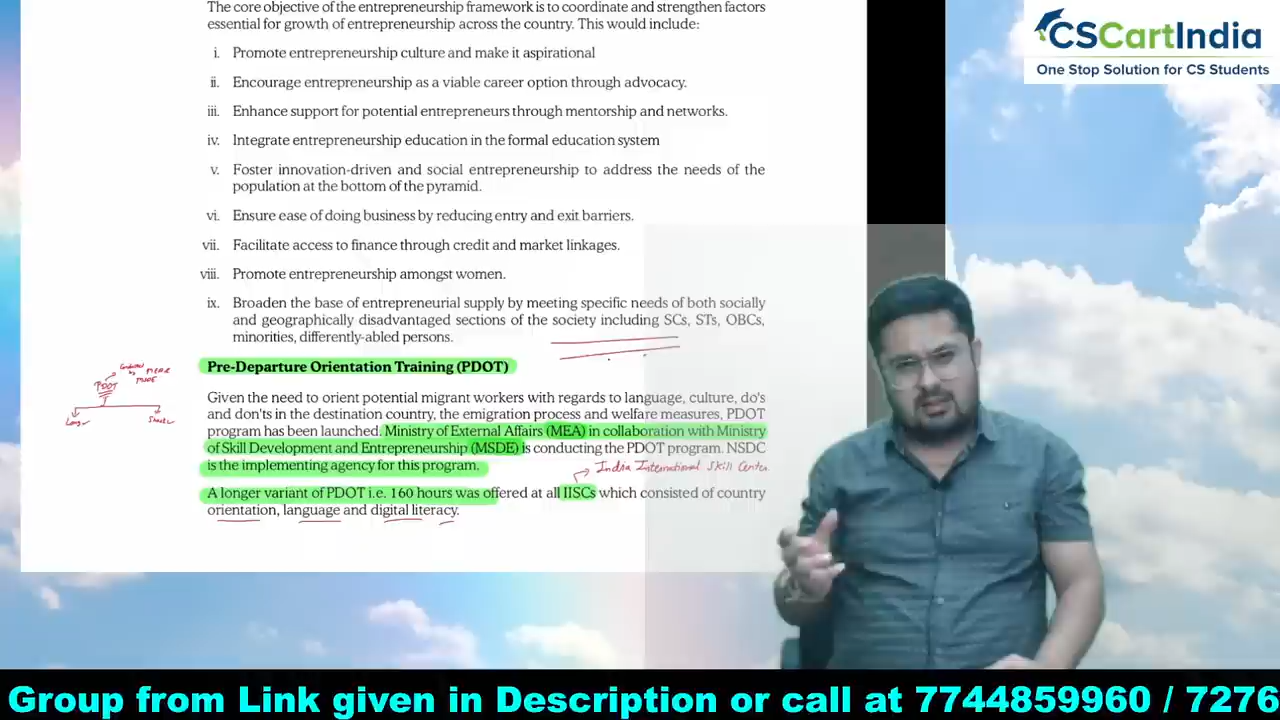 The core objective of the entrepreneurship framework is to coordinate and strengthen factors
essential for growth of entrepreneurship across the country. This would include:
i. Promote entrepreneurship culture and make it aspirational
ii. Encourage entrepreneurship as a viable career option through advocacy.
iii. Enhance support for potential entrepreneurs through mentorship and networks.
iv. Integrate entrepreneurship education in the formal education system
v. Foster innovation-driven and social entrepreneurship to address the needs of the
population at the bottom of the pyramid.
vi. Ensure ease of doing business by reducing entry and exit barriers.
vii. Facilitate access to finance through credit and market linkages.
viii. Promote entrepreneurship amongst women.
ix. Broaden the base of entrepreneurial supply by meeting specific needs of both socially
and geographically disadvantaged sections of the society including SCs, STs, OBCs,
minorities, differently-abled persons.
Pre-Departure Orientation Training (PDOT)
Given the need to orient potential migrant workers with regards to language, culture, do's
and don'ts in the destination country, the emigration process and welfare measures, PDOT
program has been launched. Ministry of External Affairs (MEA) in collaboration with Ministry
of Skill Development and Entrepreneurship (MSDE) is conducting the PDOT program. NSDC
is the implementing agency for this program.
India International Skill Center
A longer variant of PDOT i.e. 160 hours was offered at all IISCs which consisted of country
orientation, language and digital literacy.
PDOT
CSCartIndia
One Stop Solution for CS Students
Group from Link given in Description or call at 7744859960 / 7276